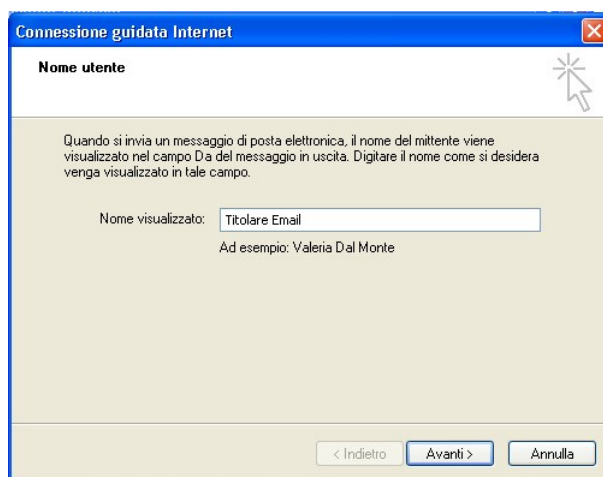 Connessione guidata Internet
Nome utente
Quando si invia un messaggio di posta elettronica, il nome del mittente viene
visualizzato nel campo Da del messaggio in uscita. Digitare il nome come si desidera
venga visualizzato in tale campo.
Nome visualizzato: Titolare Email
Ad esempio: Valeria Dal Monte
< Indietro Avanti > Annulla